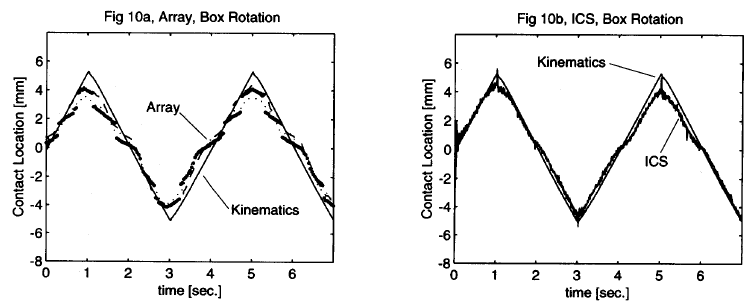 Fig 10a, Array, Box Rotation
Contact Location [mm]
6
4
2
0
-2
-4
-6
-8
Array
Kinematics
0 1 2 3 4 5 6
time [sec.]
Fig 10b, ICS, Box Rotation
Contact Location [mm]
6
4
2
0
-2
-4
-6
-8
Kinematics
ICS
0 1 2 3 4 5 6
time [sec.]